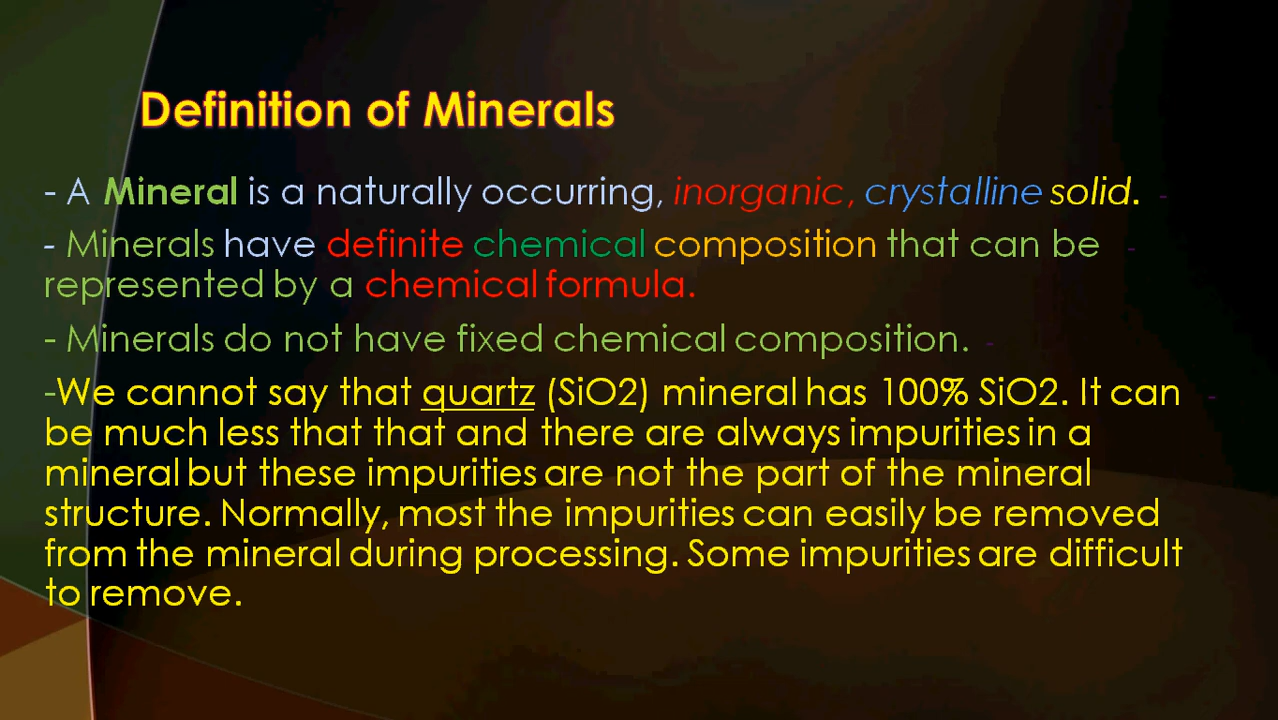 Definition of Minerals
- A Mineral is a naturally occurring, inorganic, crystalline solid. -
- Minerals have definite chemical composition that can be -
represented by a chemical formula.
- Minerals do not have fixed chemical composition. -
-We cannot say that quartz (SiO2) mineral has 100% SiO2. It can -
be much less that that and there are always impurities in a
mineral but these impurities are not the part of the mineral
structure. Normally, most the impurities can easily be removed
from the mineral during processing. Some impurities are difficult
to remove.